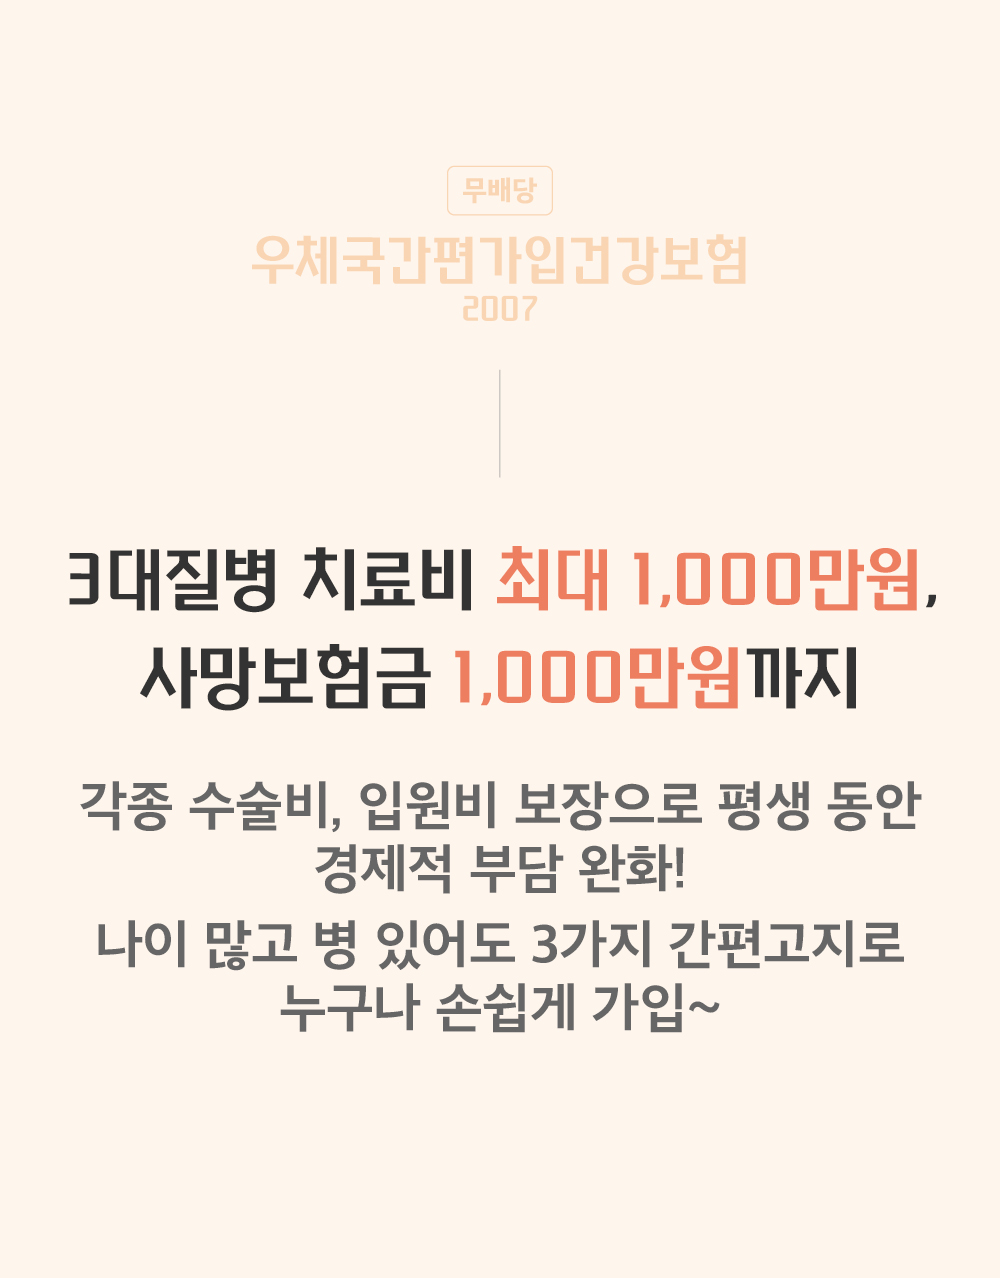 무배당
우체국간편가입건강보험
2007
3대질병 치료비 최대 1,000만원,
사망보험금 1,000만원까지
각종 수술비, 입원비 보장으로 평생 동안
경제적 부담 완화!
나이 많고 병 있어도 3가지 간편고지로
누구나 손쉽게 가입~